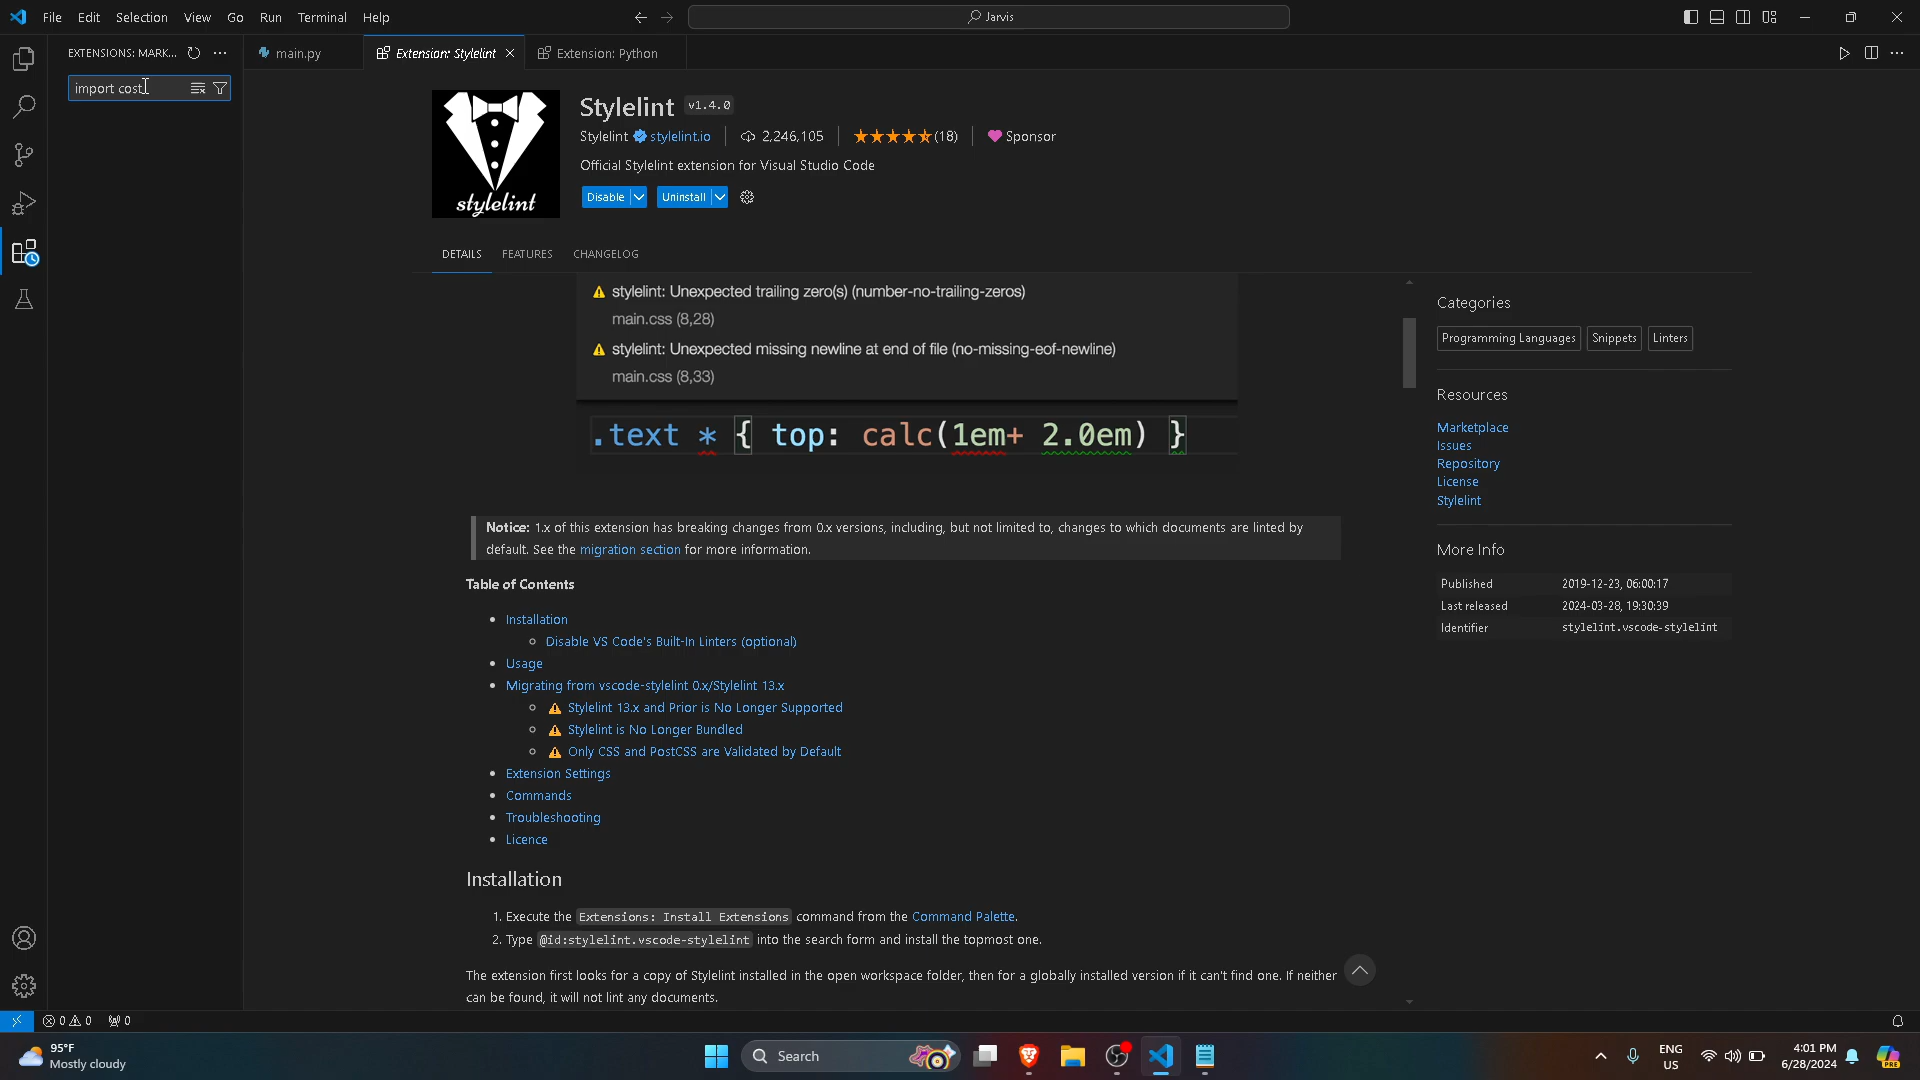 File Edit Selection View Go Run Terminal Help
Jarvis
EXTENSIONS: MARK...
import cost
main.py
Extension: Stylelint
Extension: Python
stylelint
Stylelint v1.4.0
Stylelint stylelint.io 2,246,105 (18) Sponsor
Official Stylelint extension for Visual Studio Code
Disable Uninstall
DETAILS FEATURES CHANGELOG
stylelint: Unexpected trailing zero(s) (number-no-trailing-zeros)
main.css (8,28)
stylelint: Unexpected missing newline at end of file (no-missing-eof-newline)
main.css (8,33)
.text * { top: calc(1em+ 2.0em) }
Notice: 1.x of this extension has breaking changes from 0.x versions, including, but not limited to, changes to which documents are linted by
default. See the migration section for more information.
Table of Contents
Installation
Disable VS Code's Built-In Linters (optional)
Usage
Migrating from vscode-stylelint 0.x/Stylelint 13.x
Stylelint 13.x and Prior is No Longer Supported
Stylelint is No Longer Bundled
Only CSS and PostCSS are Validated by Default
Extension Settings
Commands
Troubleshooting
Licence
Installation
1. Execute the Extensions: Install Extensions command from the Command Palette.
2. Type @id:stylelint.vscode-stylelint into the search form and install the topmost one.
The extension first looks for a copy of Stylelint installed in the open workspace folder, then for a globally installed version if it can't find one. If neither
can be found, it will not lint any documents.
Categories
Programming Languages Snippets Linters
Resources
Marketplace
Issues
Repository
License
Stylelint
More Info
Published 2019-12-23, 06:00:17
Last released 2024-03-28, 19:30:39
Identifier stylelint.vscode-stylelint
0 0 0
95°F
Mostly cloudy
Search
ENG
US
4:01 PM
6/28/2024
PRE